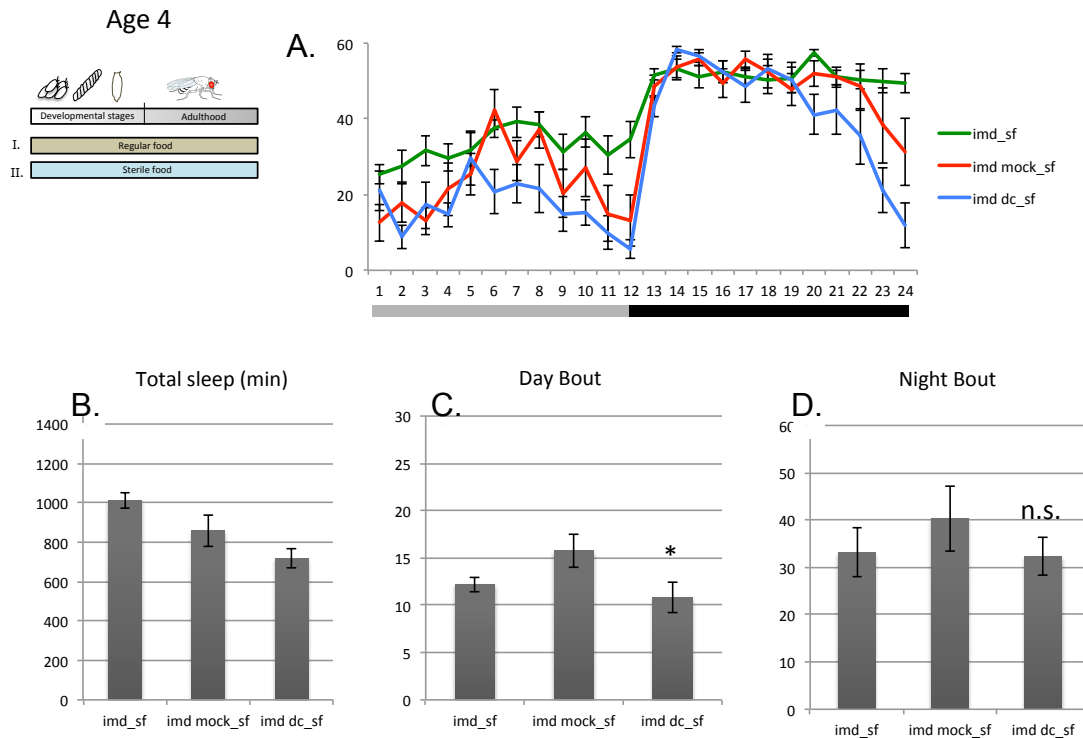 Age 4
Developmental stages Adulthood
I. Regular food
II. Sterile food
A.
60
40
20
0
1 2 3 4 5 6 7 8 9 10 11 12 13 14 15 16 17 18 19 20 21 22 23 24
imd_sf
imd mock_sf
imd dc_sf
Total sleep (min)
B.
1400
1200
1000
800
600
400
200
0
imd_sf imd mock_sf imd dc_sf
Day Bout
C.
30
25
20
15
10
5
0
*
imd_sf imd mock_sf imd dc_sf
Night Bout
D.
60
50
40
30
20
10
0
n.s.
imd_sf imd mock_sf imd dc_sf